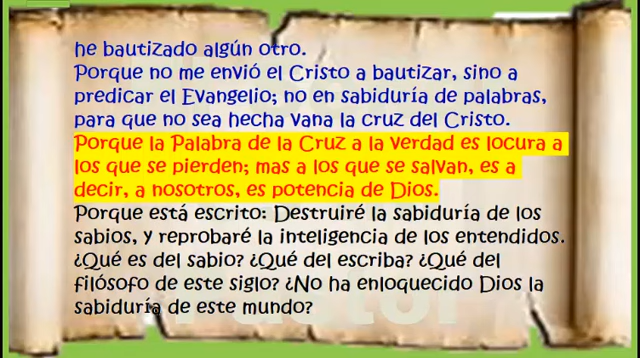 he bautizado algún otro.
Porque no me envió el Cristo a bautizar, sino a
predicar el Evangelio; no en sabiduría de palabras,
para que no sea hecha vana la cruz del Cristo.
Porque la Palabra de la Cruz a la verdad es locura a
los que se pierden; mas a los que se salvan, es a
decir, a nosotros, es potencia de Dios.
Porque está escrito: Destruiré la sabiduría de los
sabios, y reprobaré la inteligencia de los entendidos.
¿Qué es del sabio? ¿Qué del escriba? ¿Qué del
filósofo de este siglo? ¿No ha enloquecido Dios la
sabiduría de este mundo?